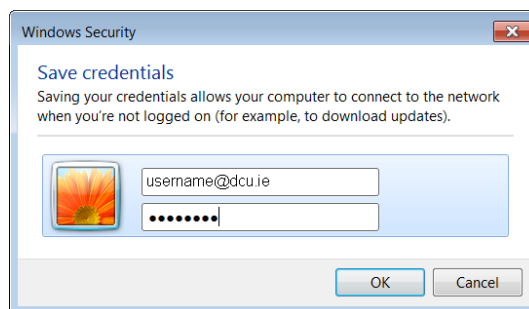 Windows Security
Save credentials
Saving your credentials allows your computer to connect to the network
when you're not logged on (for example, to download updates).
username@dcu.ie
●●●●●●●●
OK
Cancel